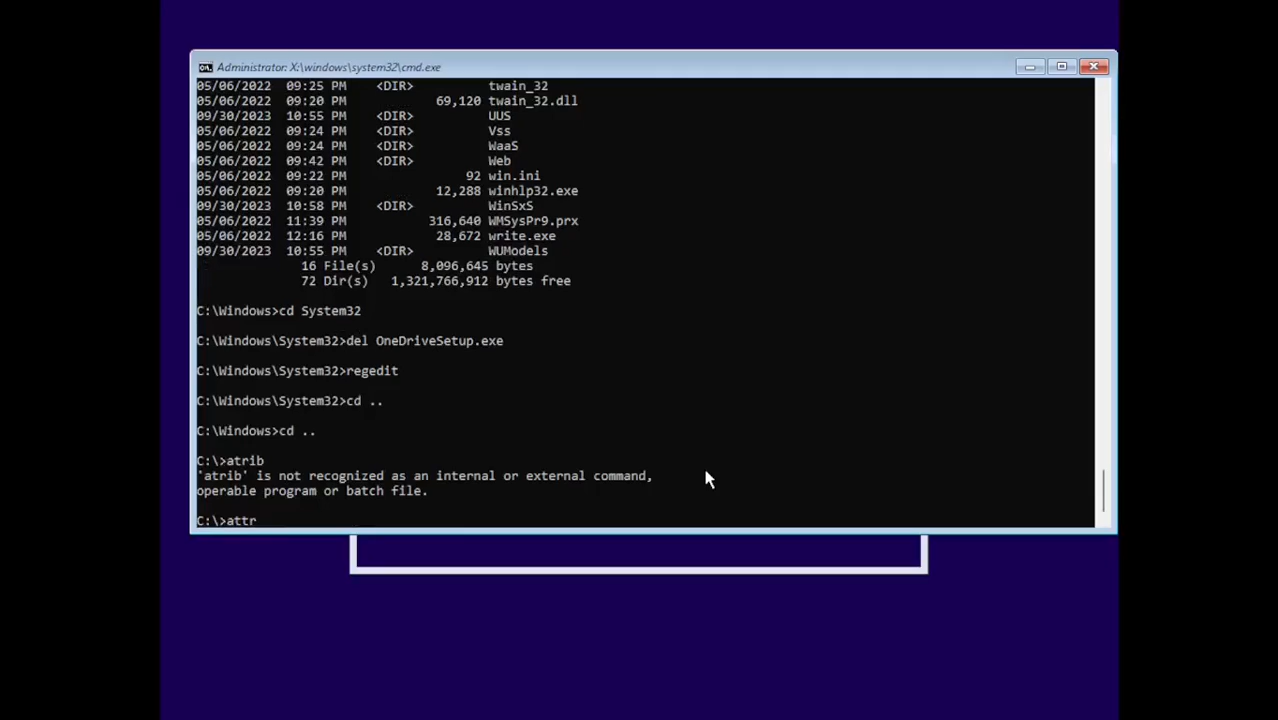 Administrator: X:\windows\system32\cmd.exe
05/06/2022  09:25 PM    <DIR>          twain_32
05/06/2022  09:20 PM            69,120 twain_32.dll
09/30/2023  10:55 PM    <DIR>          UUS
05/06/2022  09:24 PM    <DIR>          Vss
05/06/2022  09:24 PM    <DIR>          WaaS
05/06/2022  09:42 PM    <DIR>          Web
05/06/2022  09:22 PM                92 win.ini
05/06/2022  09:20 PM            12,288 winhlp32.exe
09/30/2023  10:58 PM    <DIR>          WinSxS
05/06/2022  11:39 PM           316,640 WMSysPr9.prx
05/06/2022  12:16 PM            28,672 write.exe
09/30/2023  10:55 PM    <DIR>          WUModels
16 File(s)      8,096,645 bytes
72 Dir(s)   1,321,766,912 bytes free
C:\Windows>cd System32
C:\Windows\System32>del OneDriveSetup.exe
C:\Windows\System32>regedit
C:\Windows\System32>cd ..
C:\Windows>cd ..
C:\>atrib
'atrib' is not recognized as an internal or external command,
operable program or batch file.
C:\>attr